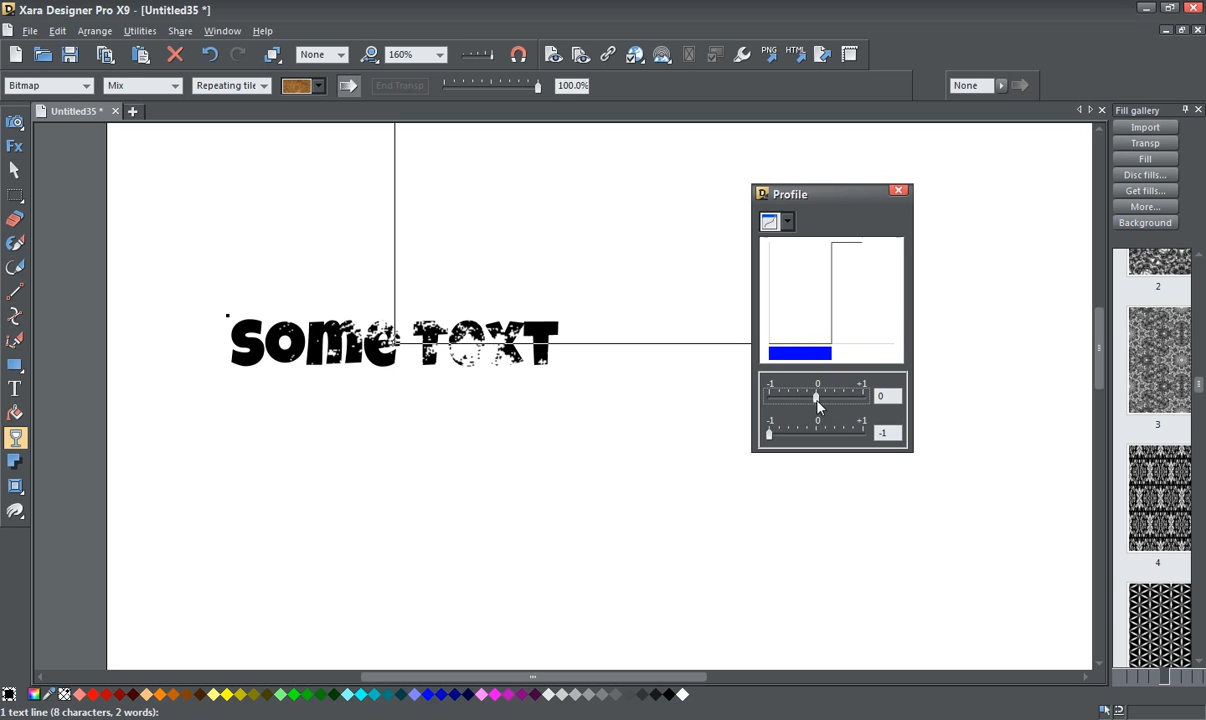 Xara Designer Pro X9 - [Untitled35 *]
File Edit Arrange Utilities Share Window Help
None 160% PNG HTML
Bitmap Mix Repeating tile End Transp 100.0% None
Untitled35 *
Fill gallery
Import
Transp
Fill
Disc fills...
Get fills...
More...
Background
2
3
4
Fx
T
Some Text
Profile
-1 0 +1
0
-1 0 +1
-1
1 text line (8 characters, 2 words):